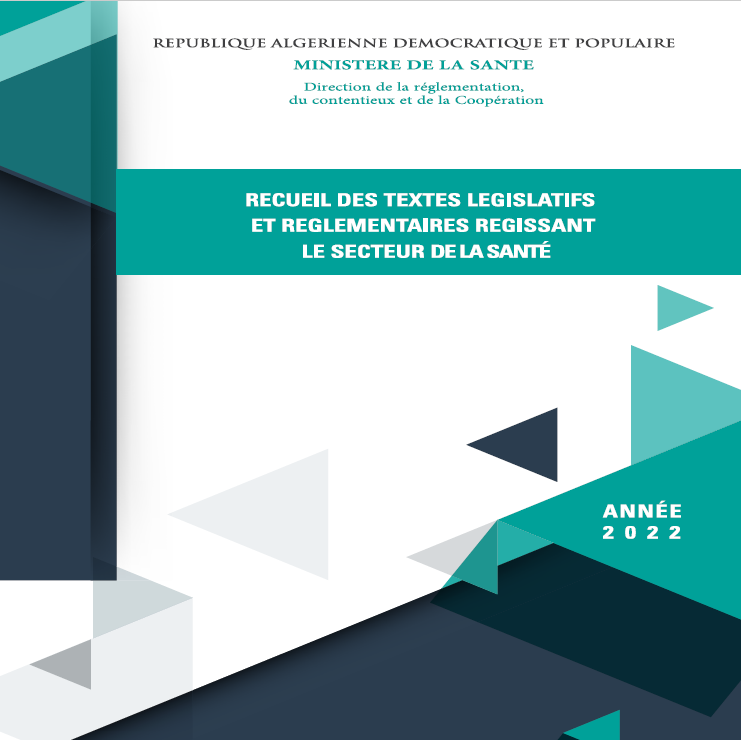 REPUBLIQUE ALGERIENNE DEMOCRATIQUE ET POPULAIRE
MINISTERE DE LA SANTE
Direction de la réglementation,
du contentieux et de la Coopération
RECUEIL DES TEXTES LEGISLATIFS
ET REGLEMENTAIRES REGISSANT
LE SECTEUR DE LA SANTÉ
ANNÉE
2022